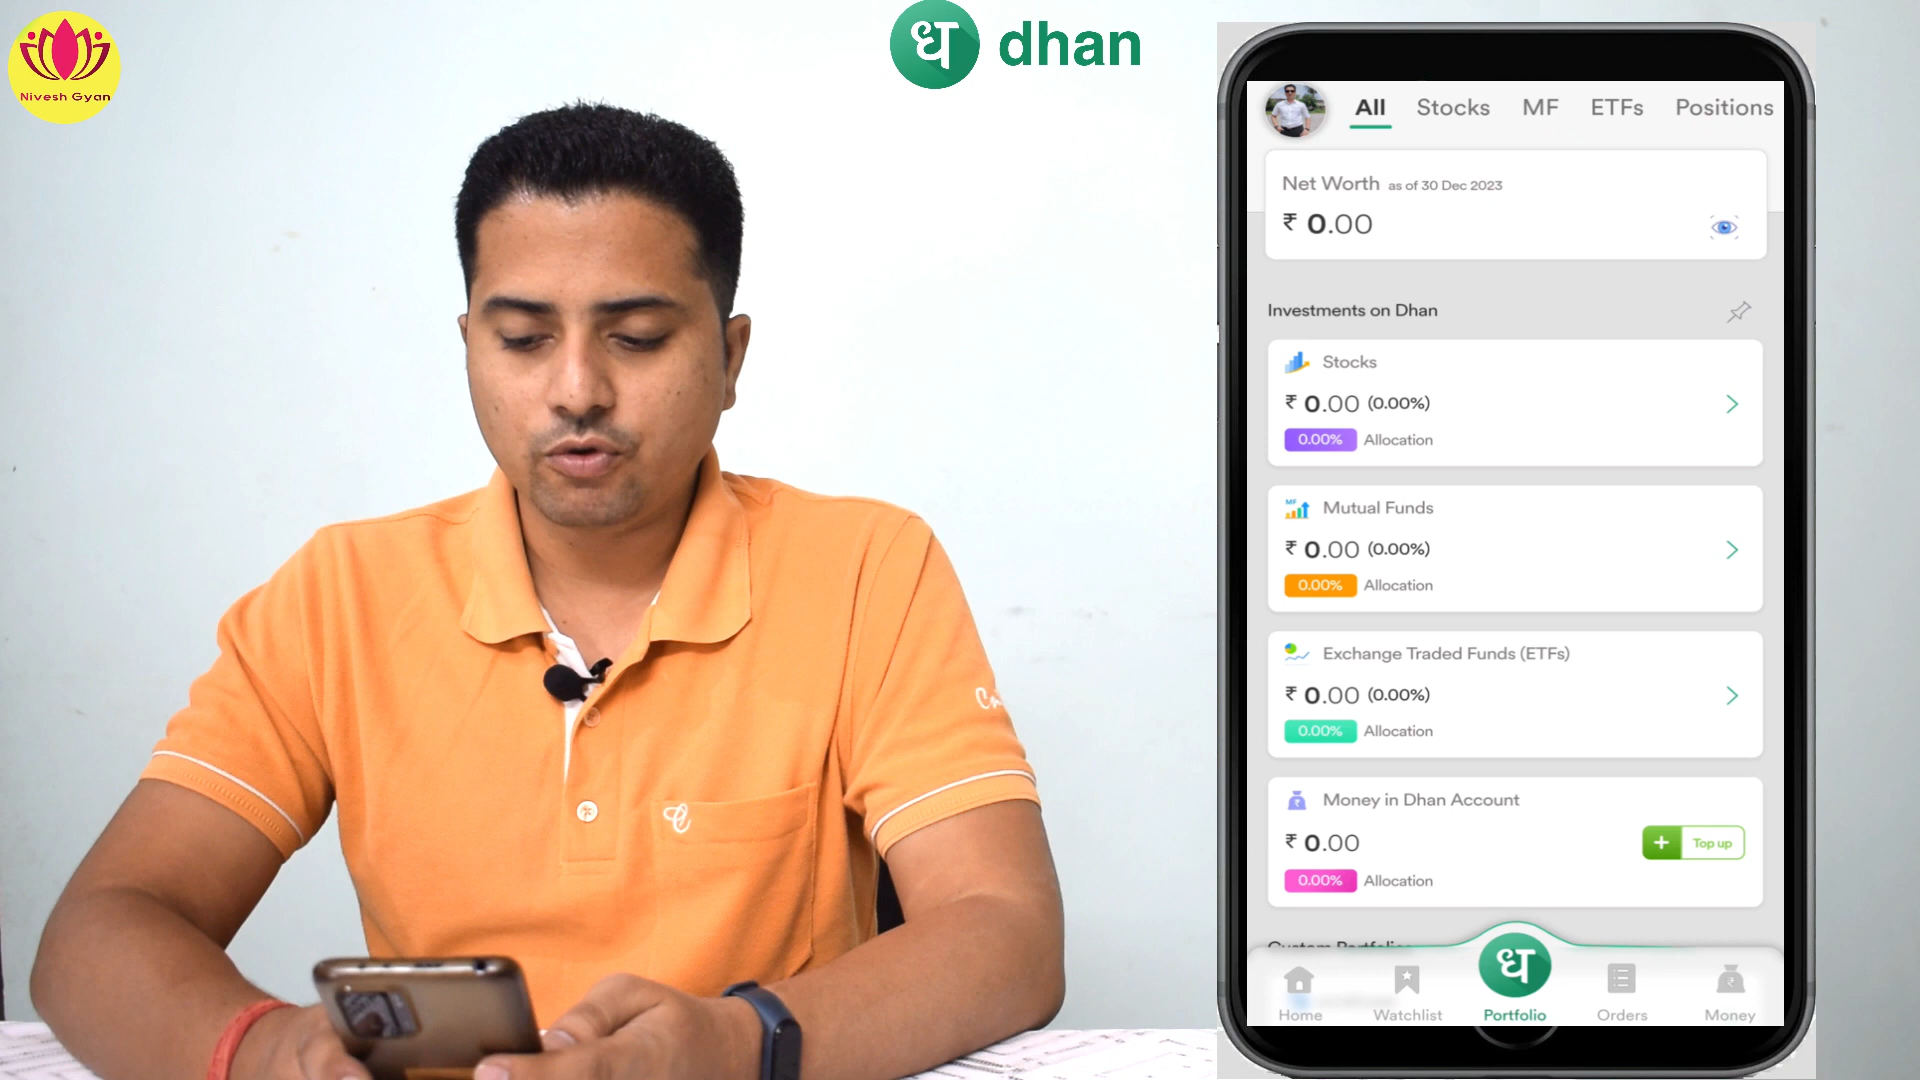 Nivesh Gyan
ध dhan
All Stocks MF ETFs Positions
Net Worth as of 30 Dec 2023
₹ 0.00
Investments on Dhan
Stocks
₹ 0.00 (0.00%)
0.00% Allocation
MF Mutual Funds
₹ 0.00 (0.00%)
0.00% Allocation
Exchange Traded Funds (ETFs)
₹ 0.00 (0.00%)
0.00% Allocation
₹ Money in Dhan Account
₹ 0.00
+ Top up
0.00% Allocation
ध
Home Watchlist Portfolio Orders ₹ Money